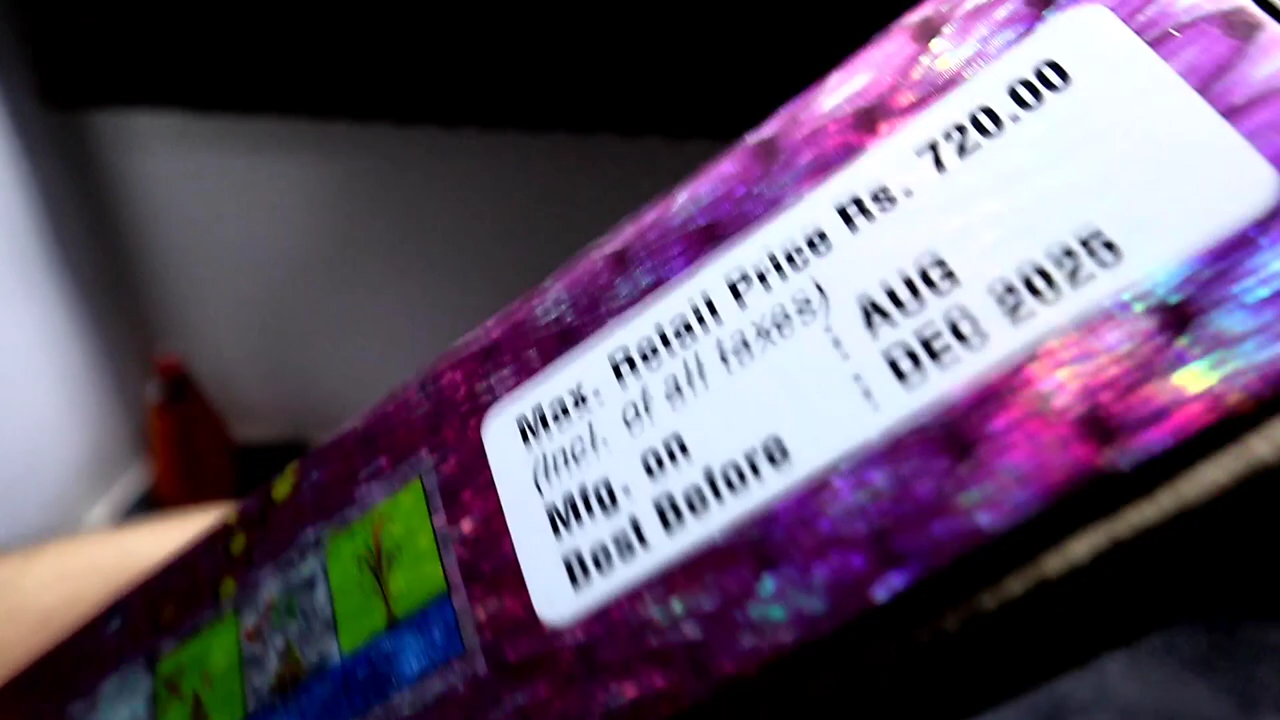 Max. Retail Price Rs. 720.00
(Incl. of all taxes)
Mfg. on : AUG
Best Before : DEC 2025